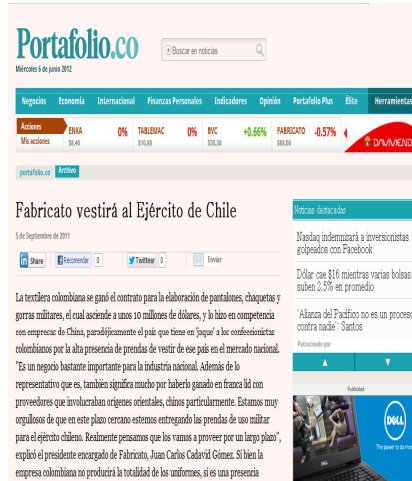 Portafolio.co
Buscar en noticias
Miércoles 6 de junio 2012
Negocios Economía Internacional Finanzas Personales Indicadores Opinión Portafolio Plus Élite Herramientas
Acciones
Mis acciones
ENKA 0%
$8,40
TABLEMAC 0%
$10,80
BVC +0.66%
$30,30
FABRICATO -0.57%
$88,00
DAVIVIEND
portafolio.co Archivo
Fabricato vestirá al Ejército de Chile
5 de Septiembre de 2011
Share Recomendar 0 Twittear 0 Enviar
La textilera colombiana se ganó el contrato para la elaboración de pantalones, chaquetas y
gorras militares, el cual asciende a unos 10 millones de dólares, y lo hizo en competencia
con empresas de China, paradójicamente el país que tiene en 'jaque' a los confeccionistas
colombianos por la alta presencia de prendas de vestir de ese país en el mercado nacional.
"Es un negocio bastante importante para la industria nacional. Además de lo
representativo que es, también significa mucho por haberlo ganado en franca lid con
proveedores que involucraban orígenes orientales, chinos particularmente. Estamos muy
orgullosos de que en este plazo cercano estemos entregando las prendas de uso militar
para el ejército chileno. Realmente pensamos que los vamos a proveer por un largo plazo",
explicó el presidente encargado de Fabricato, Juan Carlos Cadavid Gómez. Si bien la
empresa colombiana no producirá la totalidad de los uniformes, sí es una presencia
Noticias destacadas
Nasdaq indemnizará a inversionistas
golpeados con Facebook
Dólar cae $16 mientras varias bolsas
suben 2,5% en promedio
'Alianza del Pacífico no es un proceso
contra nadie': Santos
Patrocinado por
Publicidad
DELL
The power to do more